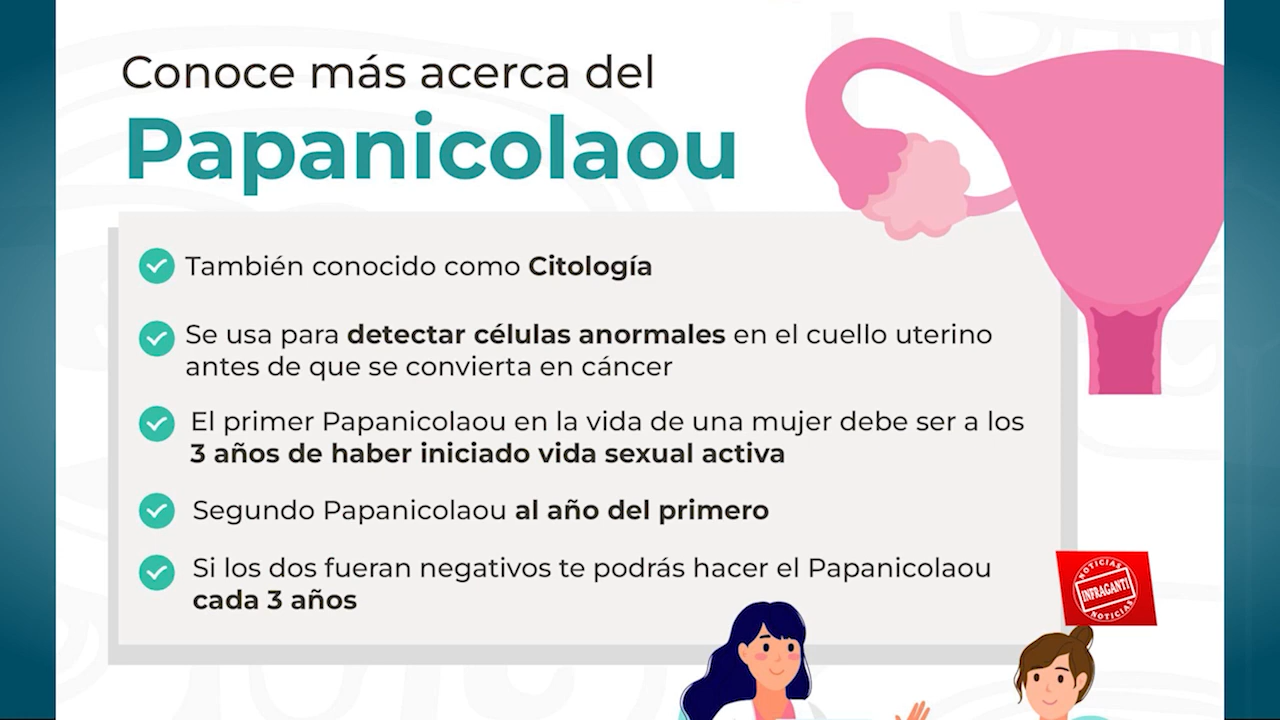 Conoce más acerca del
Papanicolaou
También conocido como Citología
Se usa para detectar células anormales en el cuello uterino
antes de que se convierta en cáncer
El primer Papanicolaou en la vida de una mujer debe ser a los
3 años de haber iniciado vida sexual activa
Segundo Papanicolaou al año del primero
Si los dos fueran negativos te podrás hacer el Papanicolaou
cada 3 años
NOTICIAS
INFRAGANTI
NOTICIAS